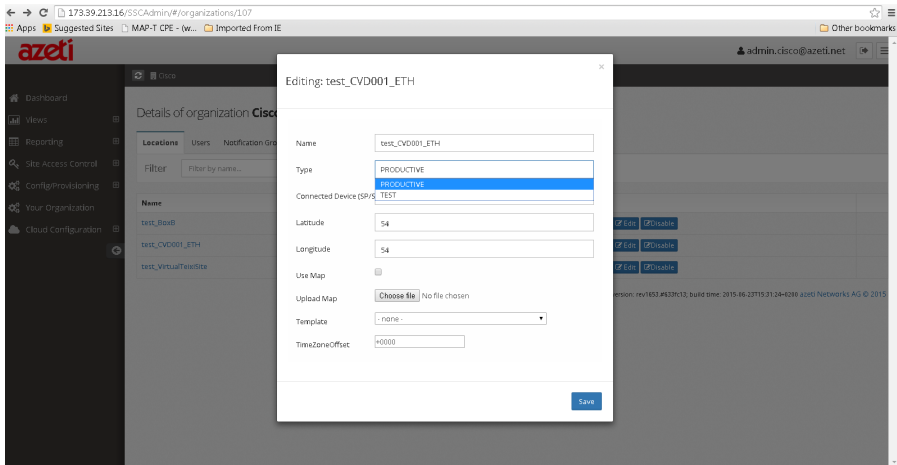 173.39.213.16/SSCAdmin/#/organizations/107
Apps Suggested Sites MAP-T CPE - (w... Imported From IE Other bookmarks
azeti
admin.cisco@azeti.net
Cisco
Dashboard
Views
Reporting
Site Access Control
Config/Provisioning
Your Organization
Cloud Configuration
Details of organization Cisco
Locations Users Notification Gro
Filter Filter by name...
Name
test_BoxB Edit Disable
test_CVD001_ETH Edit Disable
test_VirtualTeleSite Edit Disable
version: rev1653.#633fc13; build time: 2015-06-23T15:31:24+0200 azeti Networks AG © 2015
×
Editing: test_CVD001_ETH
Name test_CVD001_ETH
Type PRODUCTIVE
PRODUCTIVE
Connected Device (SP/S TEST
Latitude 54
Longitude 54
Use Map
Upload Map Choose file No file chosen
Template - none -
TimeZoneOffset +0000
Save